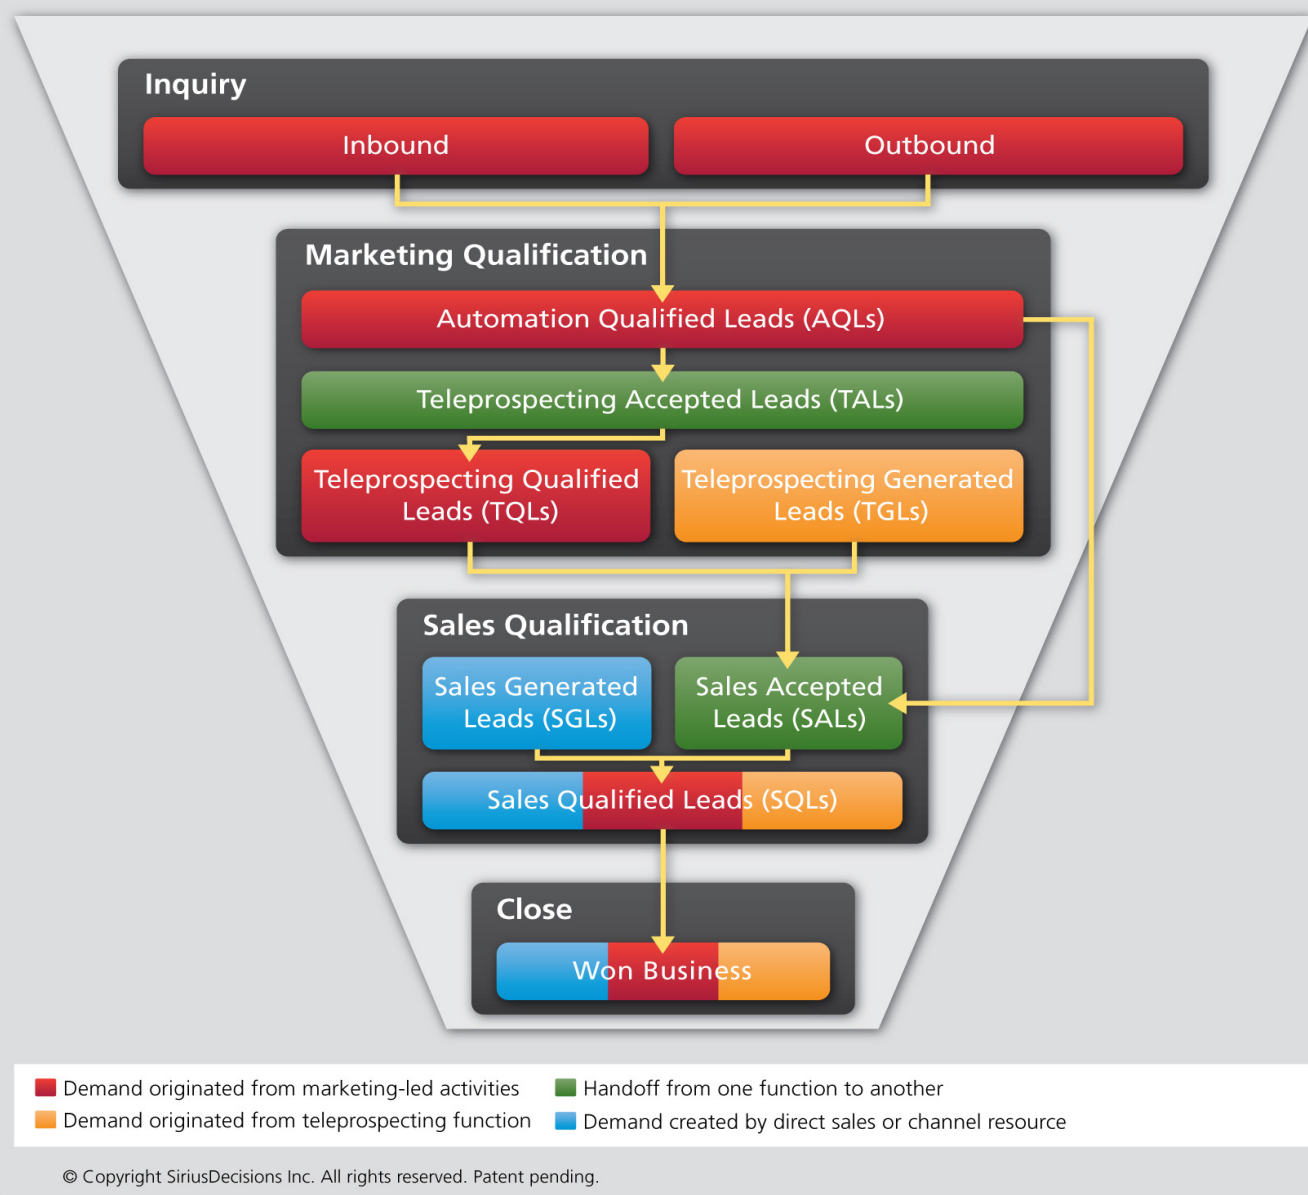 Inquiry
Inbound
Outbound
Marketing Qualification
Automation Qualified Leads (AQLs)
Teleprospecting Accepted Leads (TALs)
Teleprospecting Qualified
Leads (TQLs)
Teleprospecting Generated
Leads (TGLs)
Sales Qualification
Sales Generated
Leads (SGLs)
Sales Accepted
Leads (SALs)
Sales Qualified Leads (SQLs)
Close
Won Business
Demand originated from marketing-led activities
Handoff from one function to another
Demand originated from teleprospecting function
Demand created by direct sales or channel resource
© Copyright SiriusDecisions Inc. All rights reserved. Patent pending.